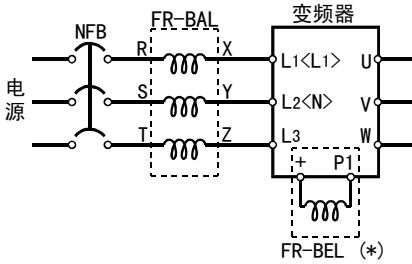 FR-BAL
变频器
NFB
R
X
L1<L1>
U
电源
S
Y
L2<N>
V
T
Z
L3
W
+
P1
FR-BEL (*)